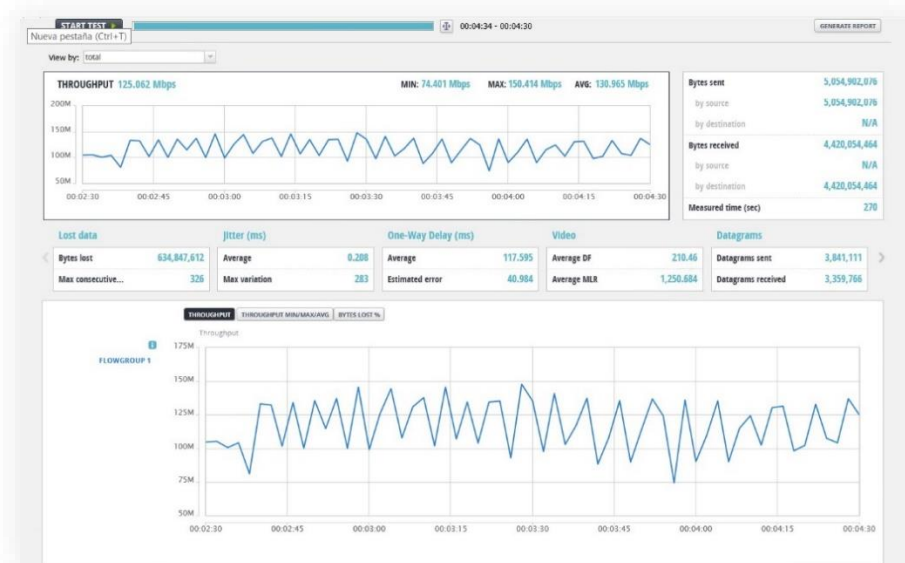 START TEST
00:04:34 - 00:04:30
GENERATE REPORT
Nueva pestaña (Ctrl+T)
View by: total
THROUGHPUT 125.062 Mbps MIN: 74.401 Mbps MAX: 150.414 Mbps AVG: 130.965 Mbps
200M
150M
100M
50M
00:02:30 00:02:45 00:03:00 00:03:15 00:03:30 00:03:45 00:04:00 00:04:15 00:04:30
Bytes sent 5,054,902,076
by source 5,054,902,076
by destination N/A
Bytes received 4,420,054,464
by source N/A
by destination 4,420,054,464
Measured time (sec) 270
Lost data
Bytes lost 634,847,612
Max consecutive... 326
Jitter (ms)
Average 0.208
Max variation 283
One-Way Delay (ms)
Average 117.595
Estimated error 40.984
Video
Average DF 210.46
Average MLR 1,250.684
Datagrams
Datagrams sent 3,841,111
Datagrams received 3,359,766
THROUGHPUT THROUGHPUT MIN/MAX/AVG BYTES LOST %
Throughput
FLOWGROUP 1
175M
150M
125M
100M
75M
50M
00:02:30 00:02:45 00:03:00 00:03:15 00:03:30 00:03:45 00:04:00 00:04:15 00:04:30